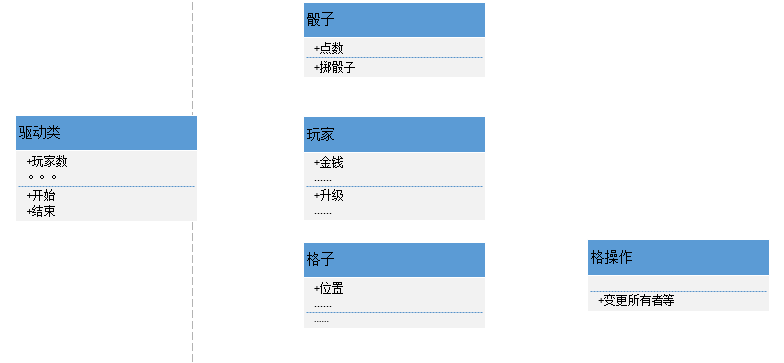 骰子
+点数
+掷骰子
驱动类
+玩家数
。。。
+开始
+结束
玩家
+金钱
......
+升级
......
格子
+位置
......
......
格操作
+变更所有者等